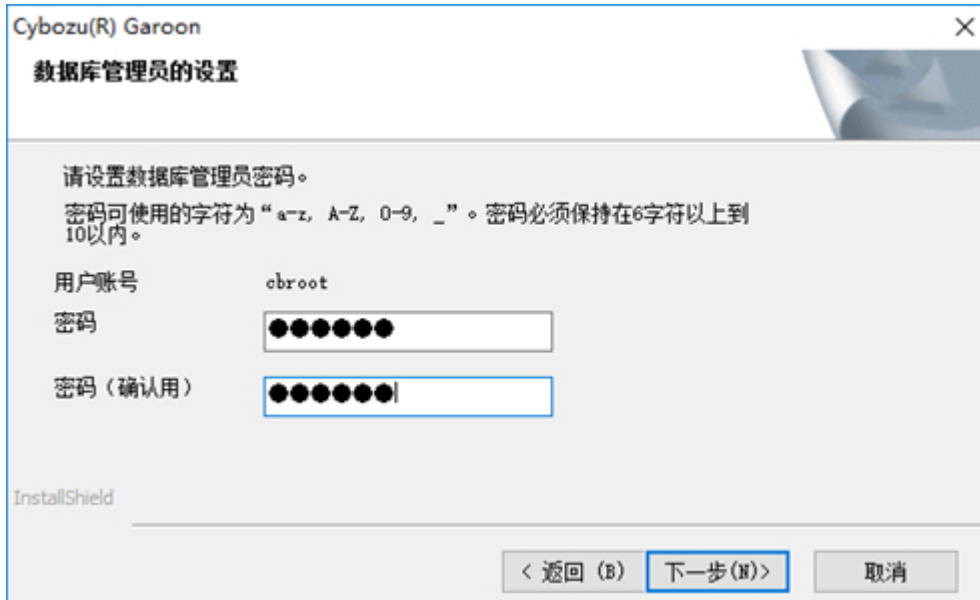 Cybozu(R) Garoon
数据库管理员的设置
请设置数据库管理员密码。
密码可使用的字符为“a-z, A-Z, 0-9, _”。密码必须保持在6字符以上到
10以内。
用户账号 cbroot
密码 ●●●●●●
密码（确认用） ●●●●●●
InstallShield
< 返回 (B) 下一步(N)> 取消